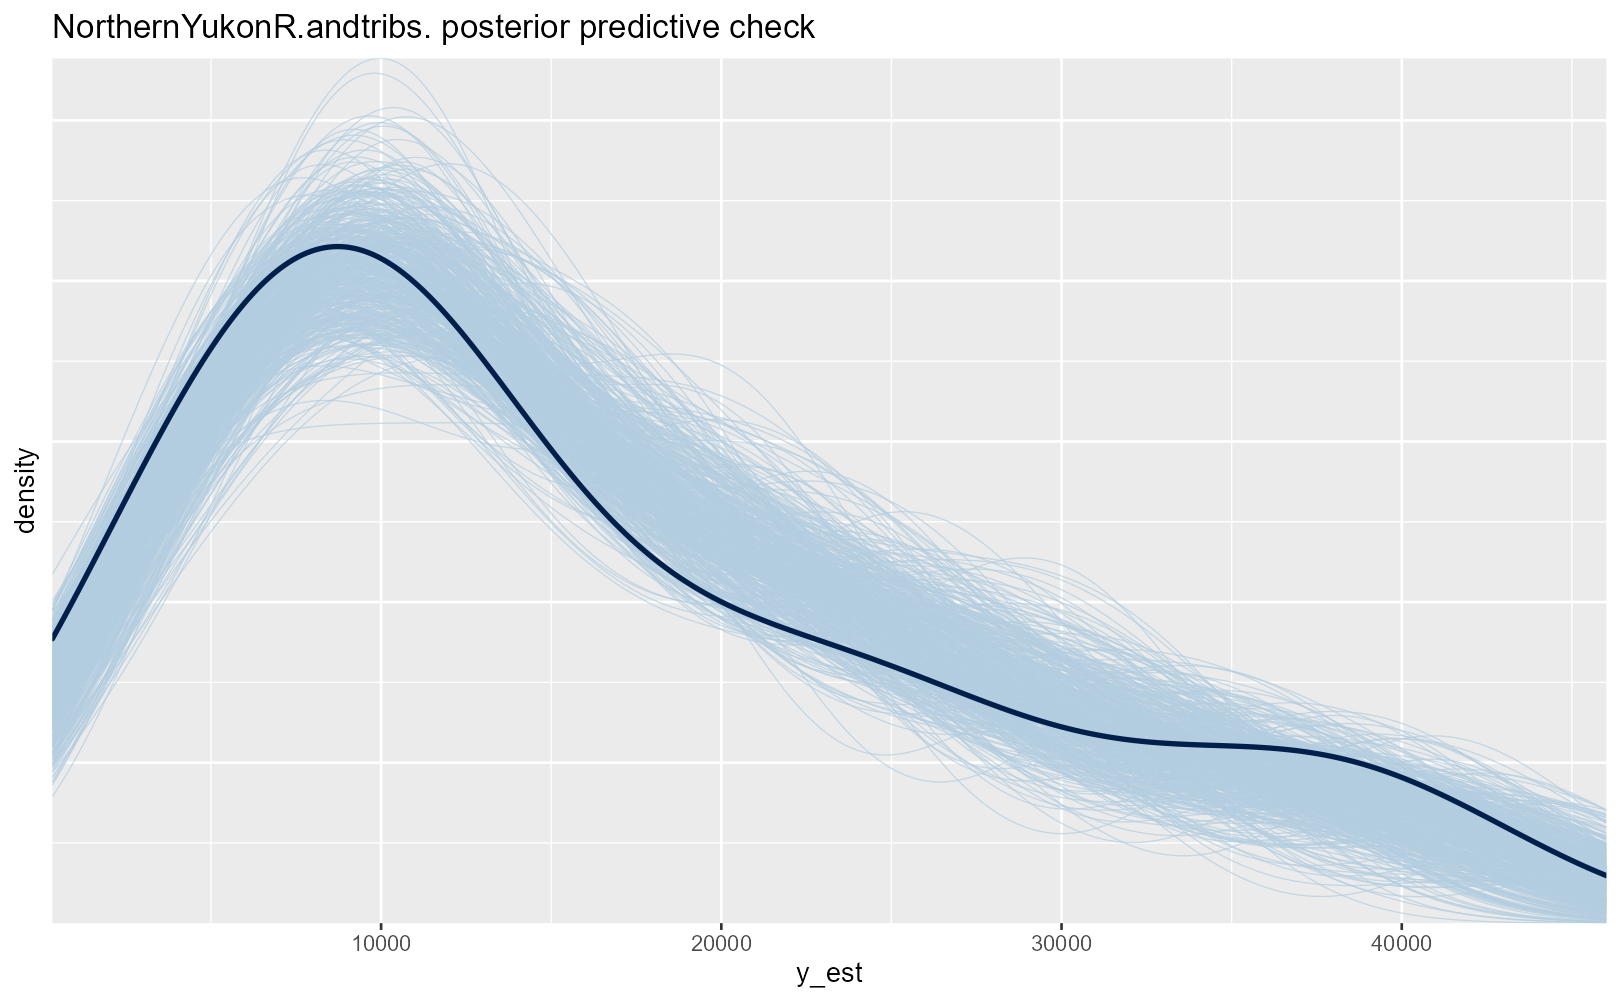 NorthernYukonR.andtribs. posterior predictive check
density
10000
20000
30000
40000
y_est